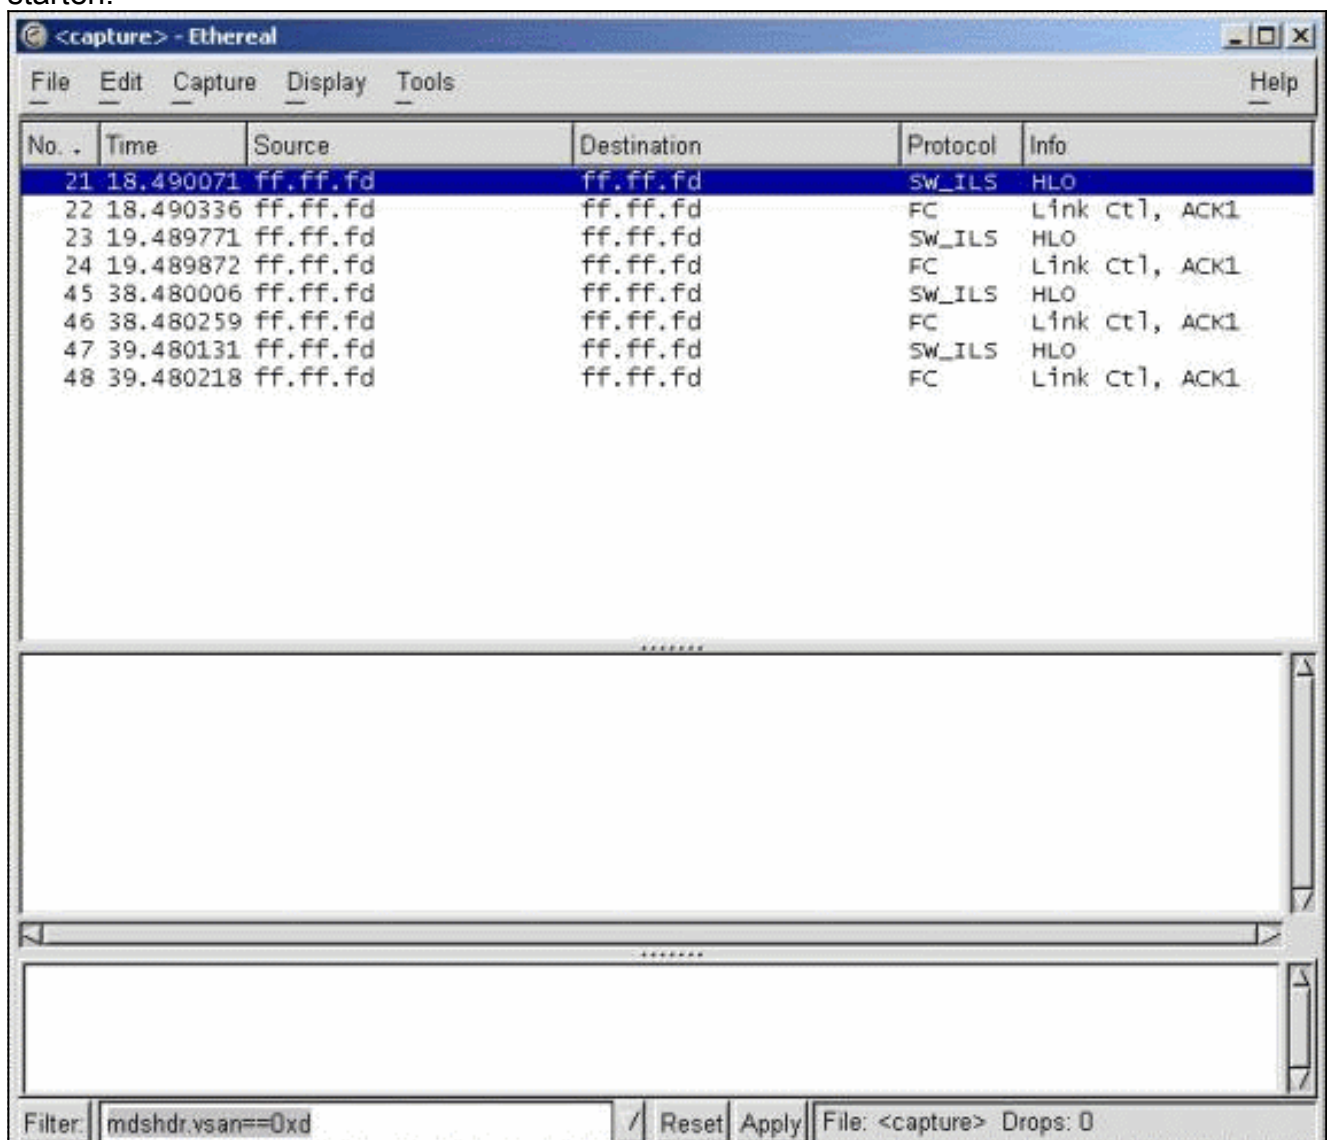 starten.
<capture> - Ethereal
File Edit Capture Display Tools Help
No. . Time Source Destination Protocol Info
21 18.490071 ff.ff.fd ff.ff.fd SW_ILS HLO
22 18.490336 ff.ff.fd ff.ff.fd FC Link Ctl, ACK1
23 19.489771 ff.ff.fd ff.ff.fd SW_ILS HLO
24 19.489872 ff.ff.fd ff.ff.fd FC Link Ctl, ACK1
45 38.480006 ff.ff.fd ff.ff.fd SW_ILS HLO
46 38.480259 ff.ff.fd ff.ff.fd FC Link Ctl, ACK1
47 39.480131 ff.ff.fd ff.ff.fd SW_ILS HLO
48 39.480218 ff.ff.fd ff.ff.fd FC Link Ctl, ACK1
Filter: mdshdr.vsan==0xd / Reset Apply File: <capture> Drops: 0